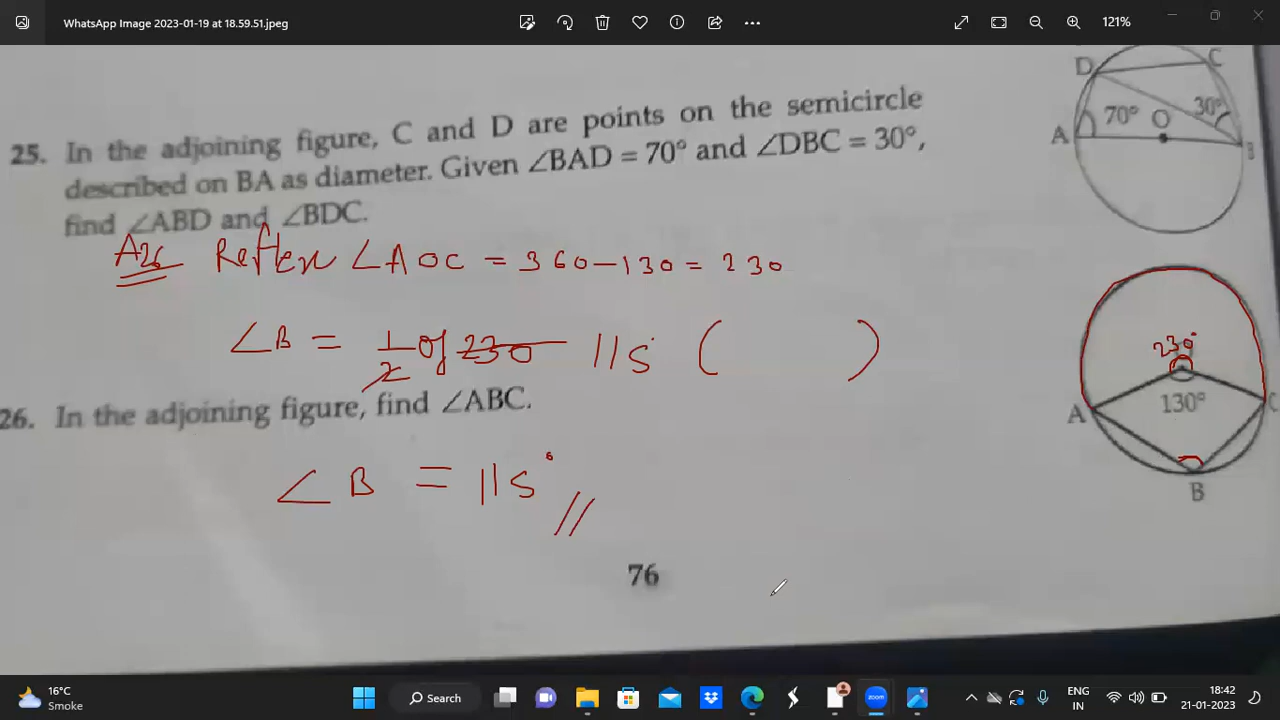 WhatsApp Image 2023-01-19 at 18.59.51.jpeg
121%
25. In the adjoining figure, C and D are points on the semicircle
described on BA as diameter. Given ∠BAD = 70° and ∠DBC = 30°,
find ∠ABD and ∠BDC.
D C
70° O 30°
A B
A26 Reflex ∠AOC = 360-130 = 230
∠B = 1/2 of 230 115° ( )
26. In the adjoining figure, find ∠ABC.
∠B = 115° //
230°
130°
A C
B
76
16°C
Smoke
Search
ENG
IN
18:42
21-01-2023